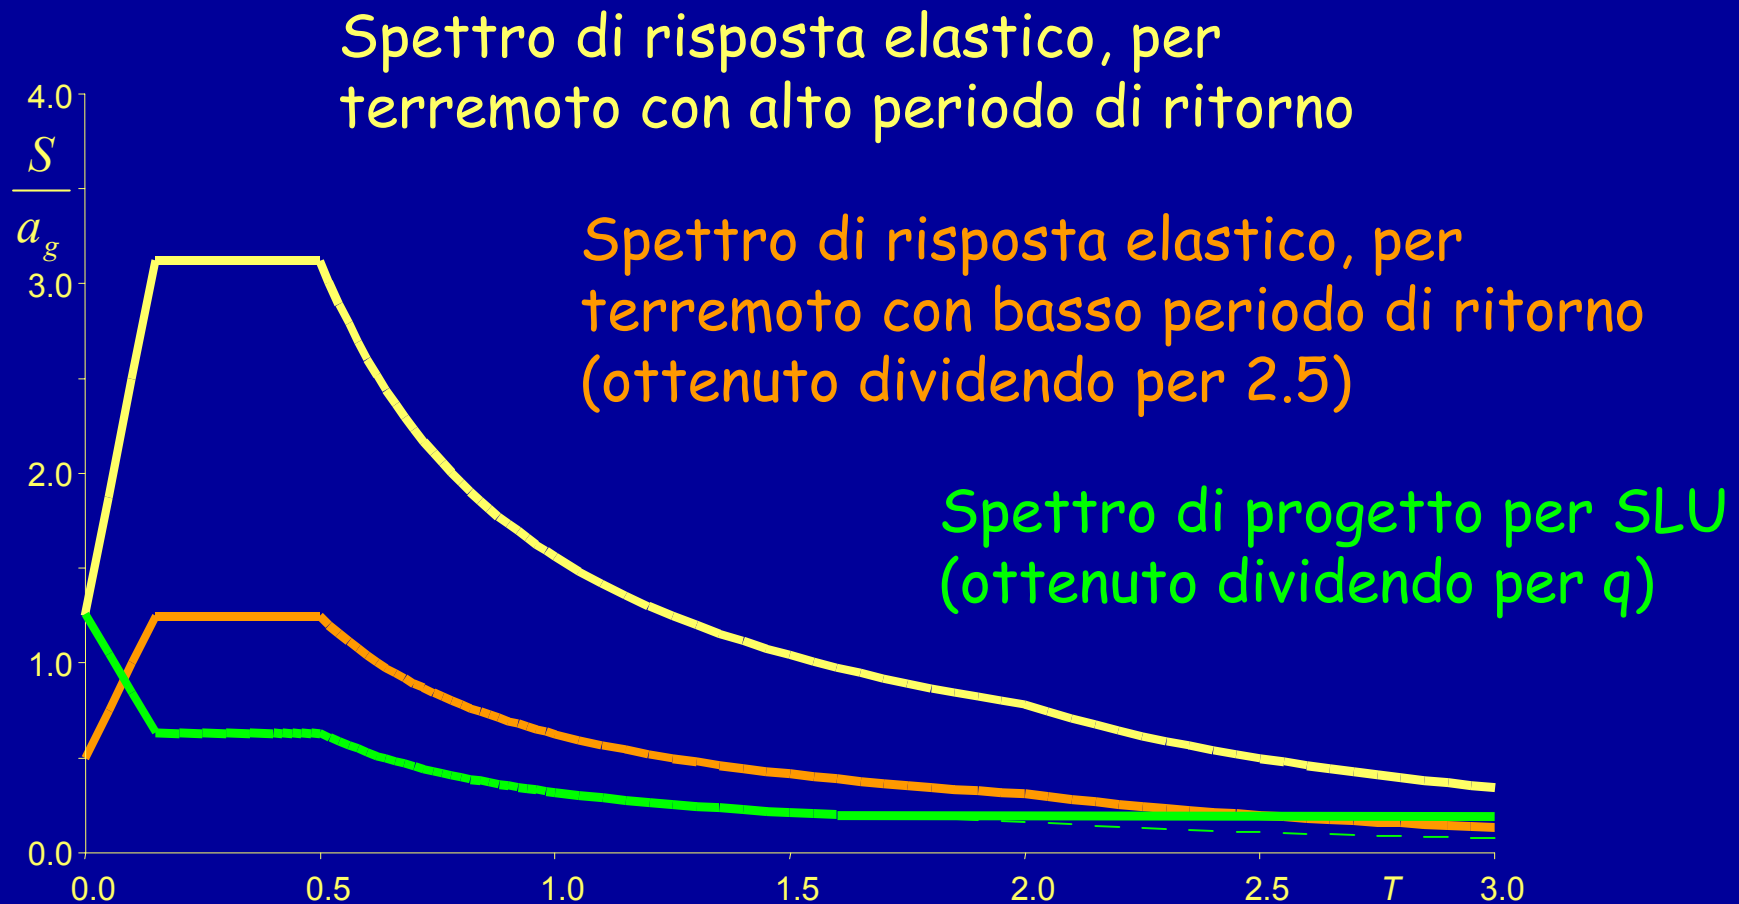 Spettro di risposta elastico, per
terremoto con alto periodo di ritorno
4.0
S
a_g
3.0
Spettro di risposta elastico, per
terremoto con basso periodo di ritorno
(ottenuto dividendo per 2.5)
2.0
Spettro di progetto per SLU
(ottenuto dividendo per q)
1.0
0.0
0.0 0.5 1.0 1.5 2.0 2.5 T 3.0